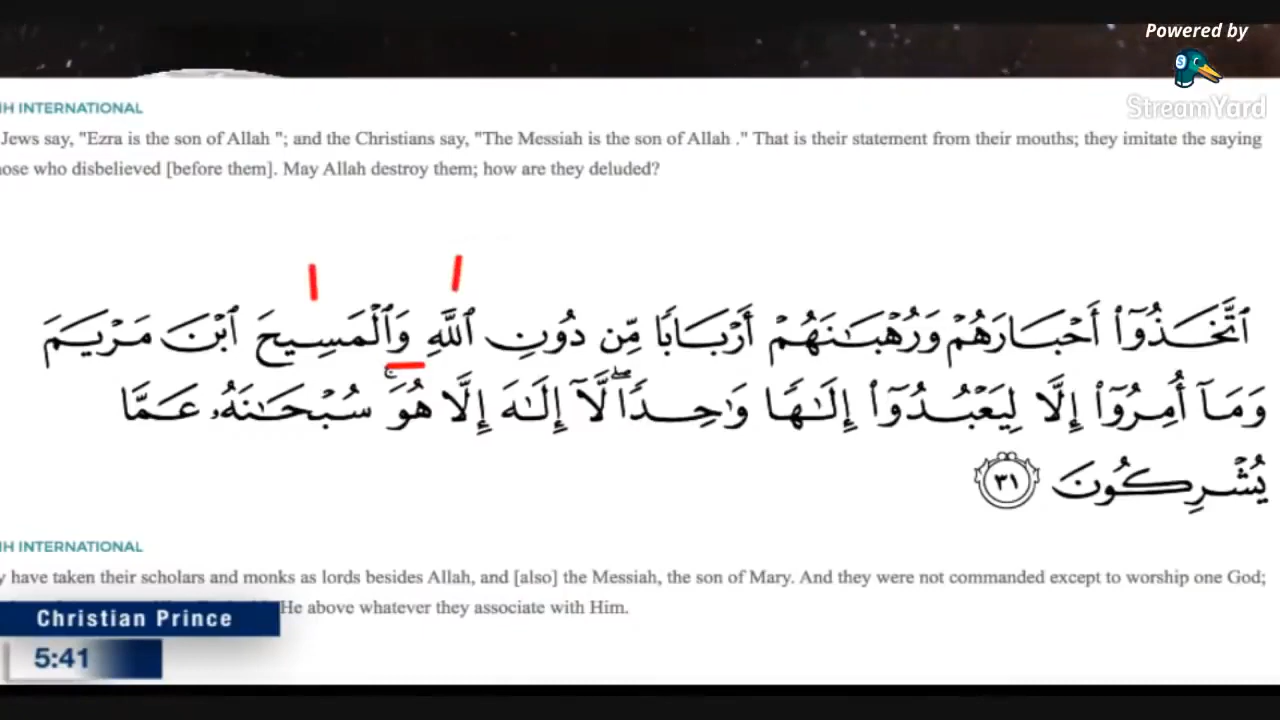 Powered by
StreamYard
IH INTERNATIONAL
Jews say, "Ezra is the son of Allah "; and the Christians say, "The Messiah is the son of Allah ." That is their statement from their mouths; they imitate the saying
ose who disbelieved [before them]. May Allah destroy them; how are they deluded?
ٱتَّخَذُوٓا۟ أَحْبَارَهُمْ وَرُهْبَـٰنَهُمْ أَرْبَابًا مِّن دُونِ ٱللَّهِ وَٱلْمَسِيحَ ٱبْنَ مَرْيَمَ
وَمَآ أُمِرُوٓا۟ إِلَّا لِيَعْبُدُوٓا۟ إِلَـٰهًا وَٰحِدًا ۖ لَّآ إِلَـٰهَ إِلَّا هُوَ ۚ سُبْحَـٰنَهُۥ عَمَّا
يُشْرِكُونَ ٣١
IH INTERNATIONAL
y have taken their scholars and monks as lords besides Allah, and [also] the Messiah, the son of Mary. And they were not commanded except to worship one God;
He above whatever they associate with Him.
Christian Prince
5:41